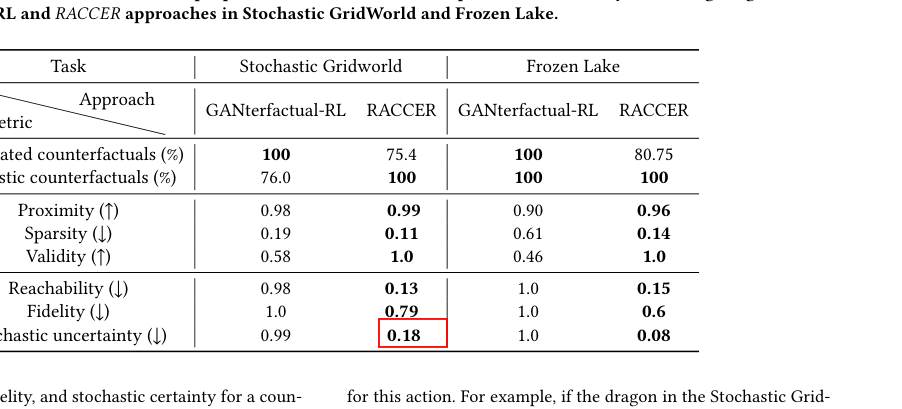 RL and RACCER approaches in Stochastic GridWorld and Frozen Lake.
Task Stochastic Gridworld Frozen Lake
Approach
GANterfactual-RL RACCER GANterfactual-RL RACCER
etric
ated counterfactuals (%) 100 75.4 100 80.75
stic counterfactuals (%) 76.0 100 100 100
Proximity (↑) 0.98 0.99 0.90 0.96
Sparsity (↓) 0.19 0.11 0.61 0.14
Validity (↑) 0.58 1.0 0.46 1.0
Reachability (↓) 0.98 0.13 1.0 0.15
Fidelity (↓) 1.0 0.79 1.0 0.6
chastic uncertainty (↓) 0.99 0.18 1.0 0.08
elity, and stochastic certainty for a coun-
for this action. For example, if the dragon in the Stochastic Grid-